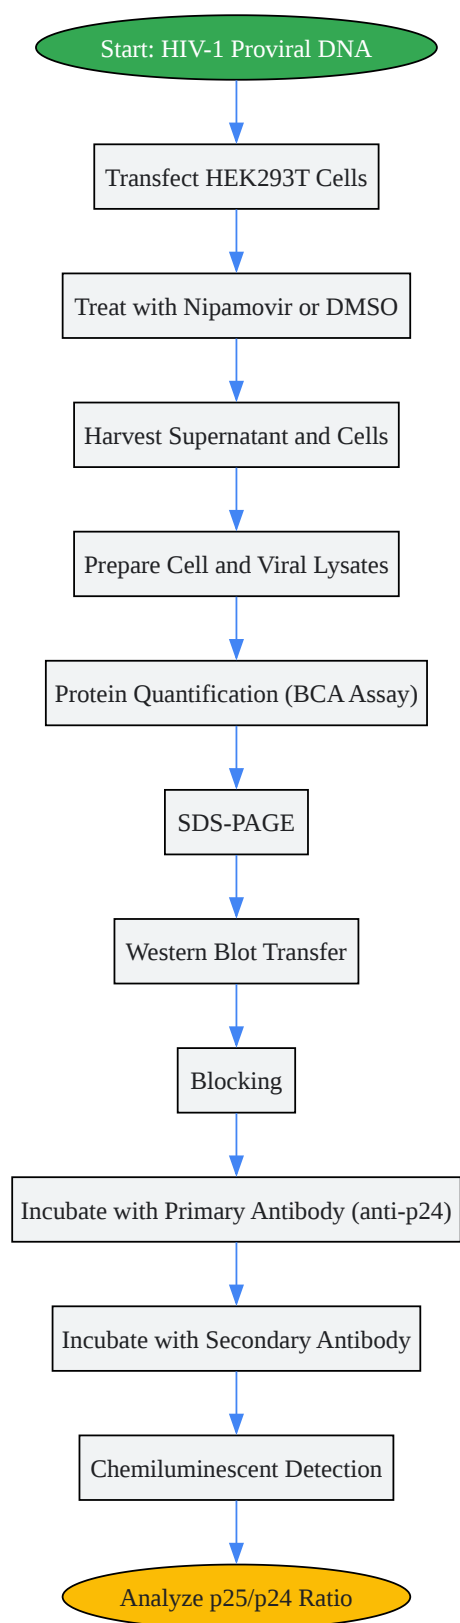 Start: HIV-1 Proviral DNA
Transfect HEK293T Cells
Treat with Nipamovir or DMSO
Harvest Supernatant and Cells
Prepare Cell and Viral Lysates
Protein Quantification (BCA Assay)
SDS-PAGE
Western Blot Transfer
Blocking
Incubate with Primary Antibody (anti-p24)
Incubate with Secondary Antibody
Chemiluminescent Detection
Analyze p25/p24 Ratio